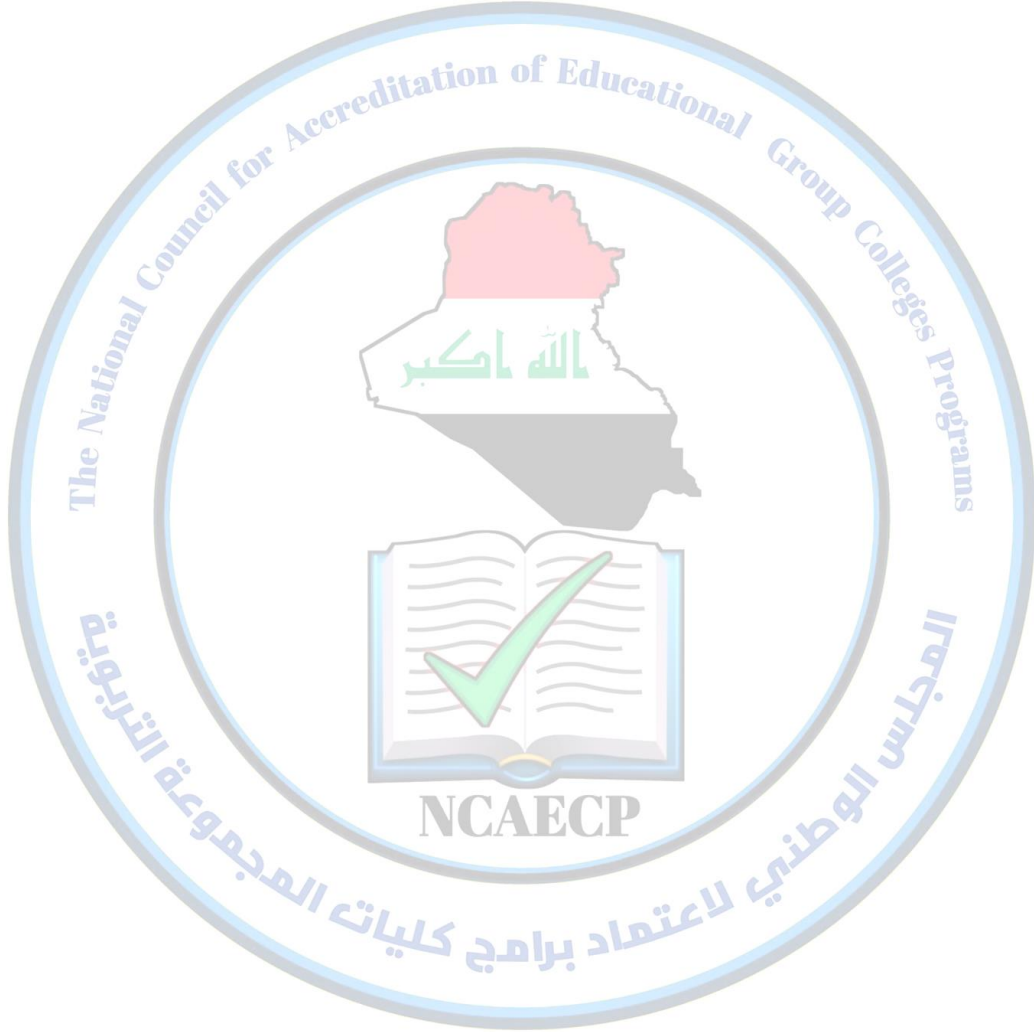 The National Council for Accreditation of Educational Group Colleges Programs
الله اكبر
NCAECP
المجلس الوطني لاعتماد برامج كليات المجموعة التربوية